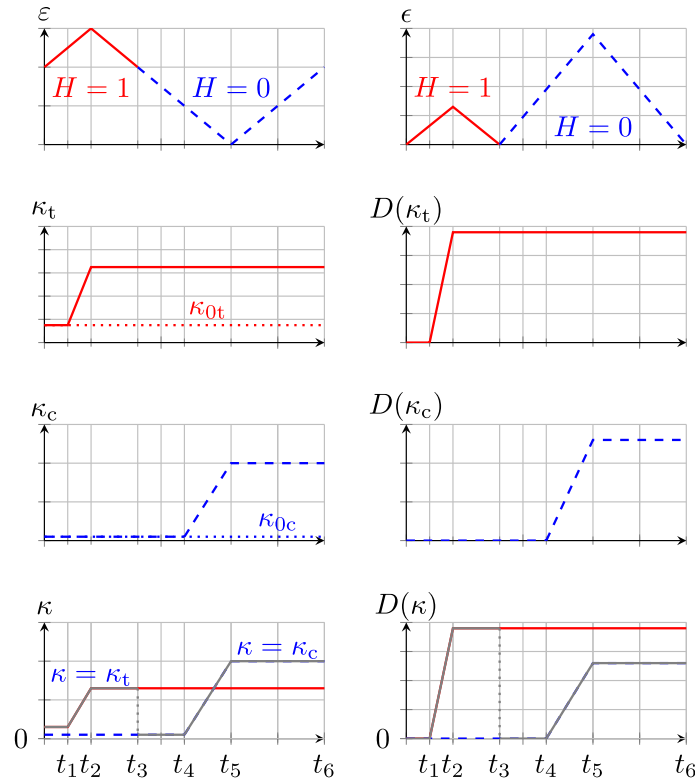 ε ϵ
H = 1 H = 0 H = 1
H = 0
κt D(κt)
κ0t
κc D(κc)
κ0c
κ D(κ)
κ = κc
κ = κt
0 0
t1 t2 t3 t4 t5 t6 t1 t2 t3 t4 t5 t6